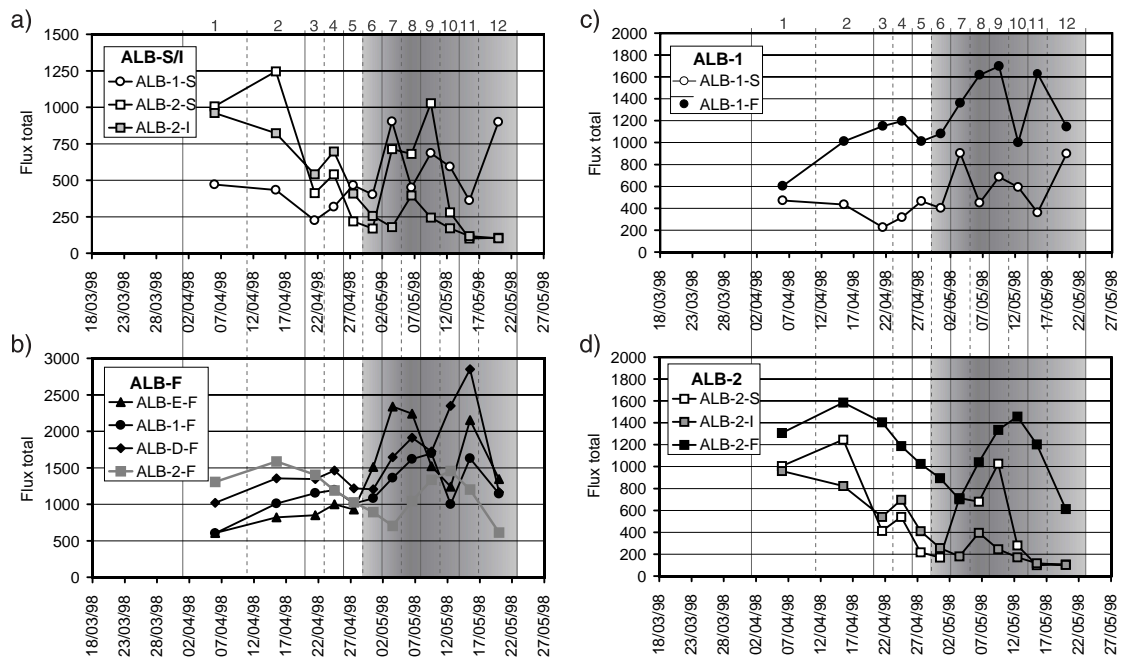 a)
1 2 3 4 5 6 7 8 9 10 11 12
1500
1250
1000
750
500
250
0
Flux total
ALB-S/I
ALB-1-S
ALB-2-S
ALB-2-I
18/03/98 23/03/98 28/03/98 02/04/98 07/04/98 12/04/98 17/04/98 22/04/98 27/04/98 02/05/98 07/05/98 12/05/98 17/05/98 22/05/98 27/05/98
c)
1 2 3 4 5 6 7 8 9 10 11 12
2000
1800
1600
1400
1200
1000
800
600
400
200
0
Flux total
ALB-1
ALB-1-S
ALB-1-F
18/03/98 23/03/98 28/03/98 02/04/98 07/04/98 12/04/98 17/04/98 22/04/98 27/04/98 02/05/98 07/05/98 12/05/98 17/05/98 22/05/98 27/05/98
b)
3000
2500
2000
1500
1000
500
0
Flux total
ALB-F
ALB-E-F
ALB-1-F
ALB-D-F
ALB-2-F
18/03/98 23/03/98 28/03/98 02/04/98 07/04/98 12/04/98 17/04/98 22/04/98 27/04/98 02/05/98 07/05/98 12/05/98 17/05/98 22/05/98 27/05/98
d)
2000
1800
1600
1400
1200
1000
800
600
400
200
0
Flux total
ALB-2
ALB-2-S
ALB-2-I
ALB-2-F
18/03/98 23/03/98 28/03/98 02/04/98 07/04/98 12/04/98 17/04/98 22/04/98 27/04/98 02/05/98 07/05/98 12/05/98 17/05/98 22/05/98 27/05/98